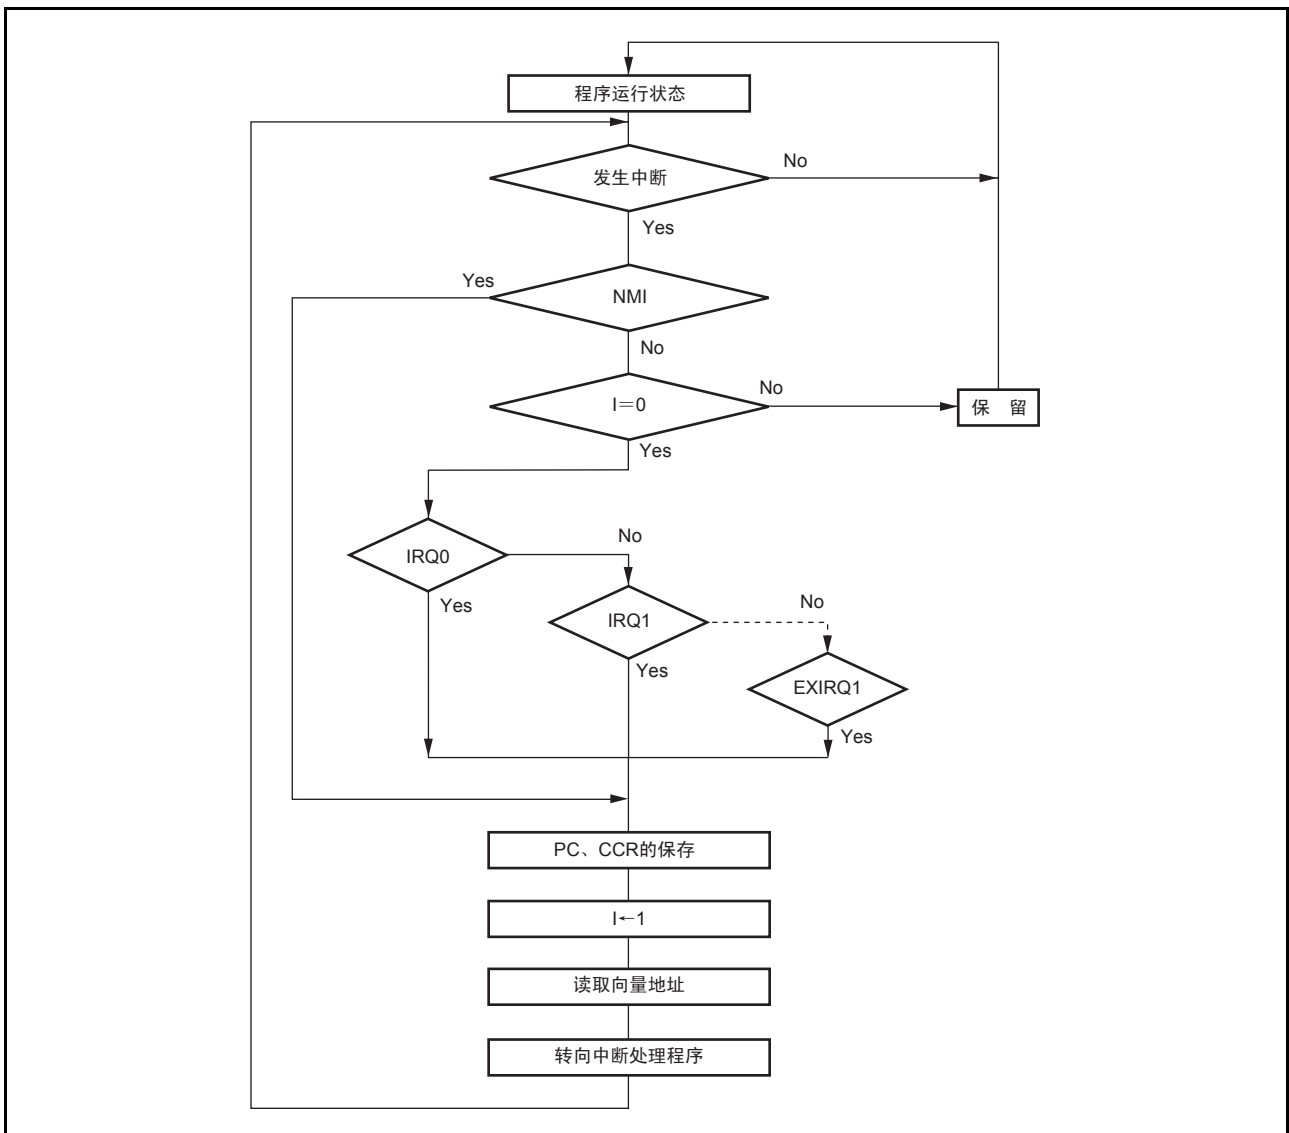 程序运行状态
发生中断
No
Yes
Yes
NMI
No
I＝0
No
保 留
Yes
IRQ0
No
Yes
IRQ1
No
Yes
EXIRQ1
Yes
PC、CCR的保存
I←1
读取向量地址
转向中断处理程序